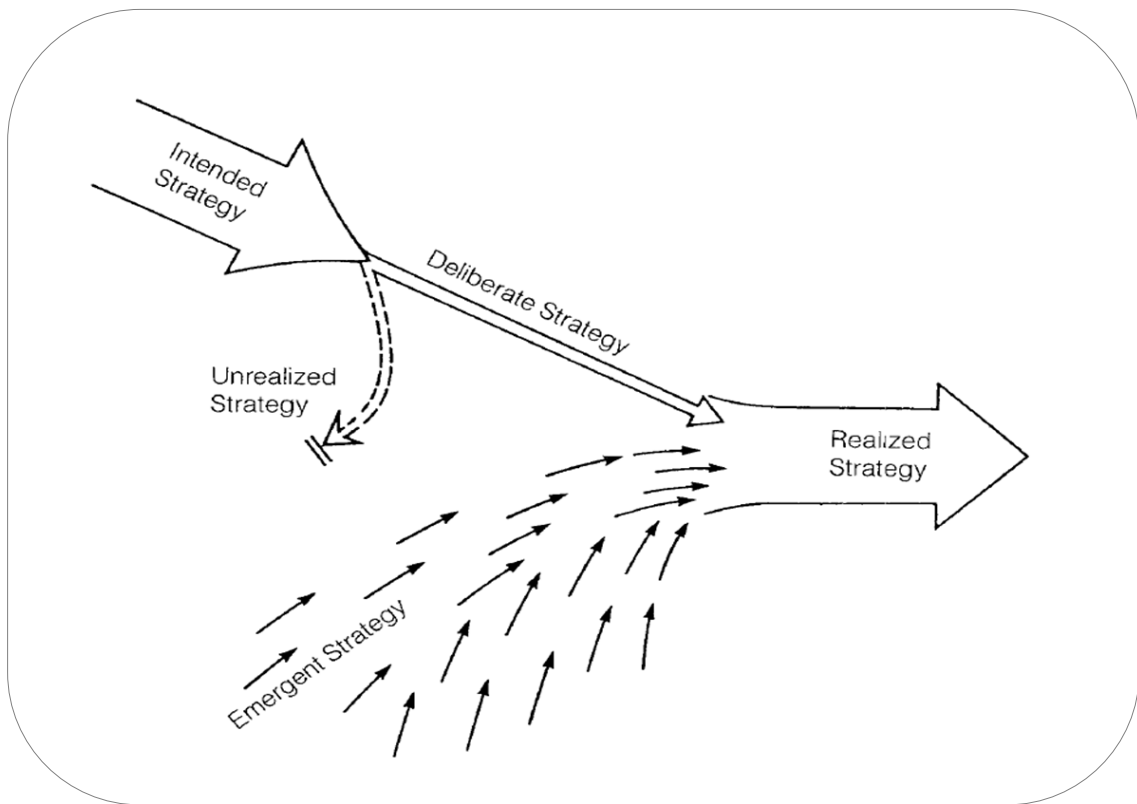 Intended
Strategy
Deliberate Strategy
Unrealized
Strategy
Realized
Strategy
Emergent Strategy